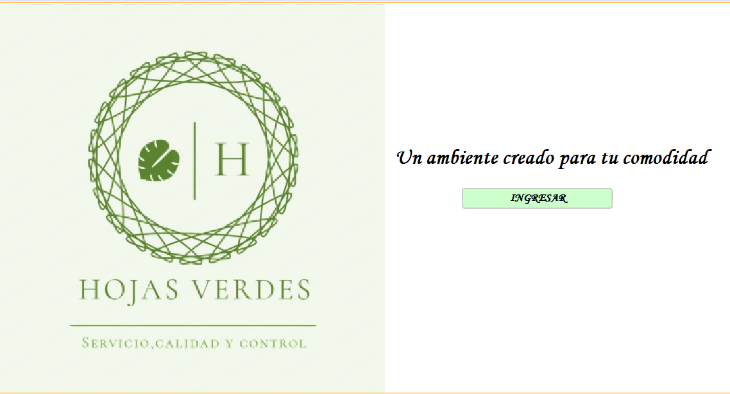 H
HOJAS VERDES
SERVICIO,CALIDAD Y CONTROL
Un ambiente creado para tu comodidad
INGRESAR